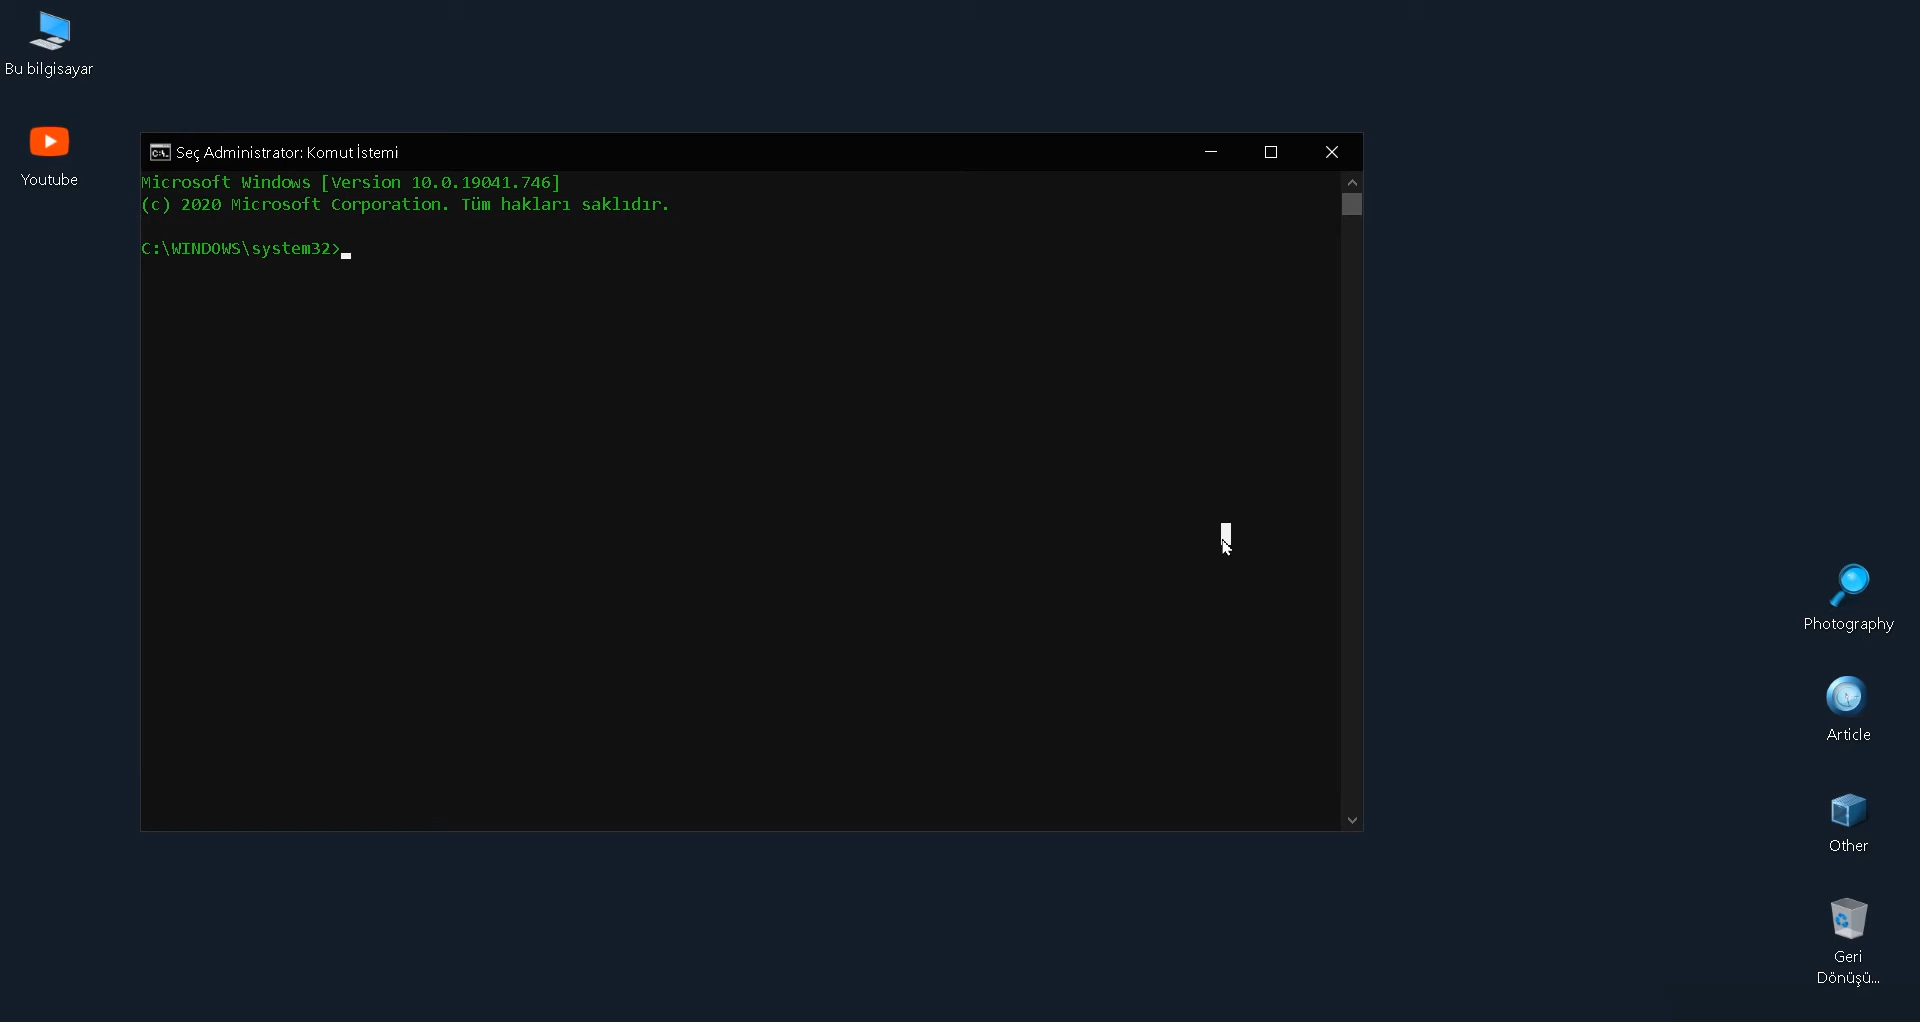 Bu bilgisayar
Youtube
Seç Administrator: Komut İstemi
Microsoft Windows [Version 10.0.19041.746]
(c) 2020 Microsoft Corporation. Tüm hakları saklıdır.
C:\WINDOWS\system32>
Photography
Article
Other
Geri
Dönüşü...